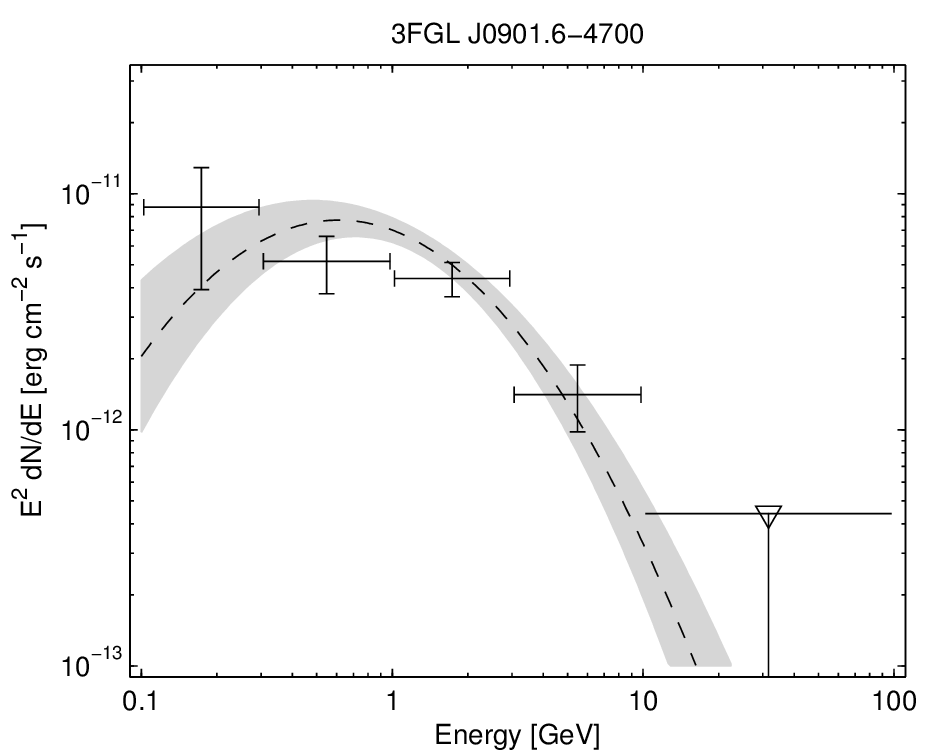 3FGL J0901.6−4700
10⁻¹¹
10⁻¹²
10⁻¹³
E² dN/dE [erg cm⁻² s⁻¹]
0.1 1 10 100
Energy [GeV]